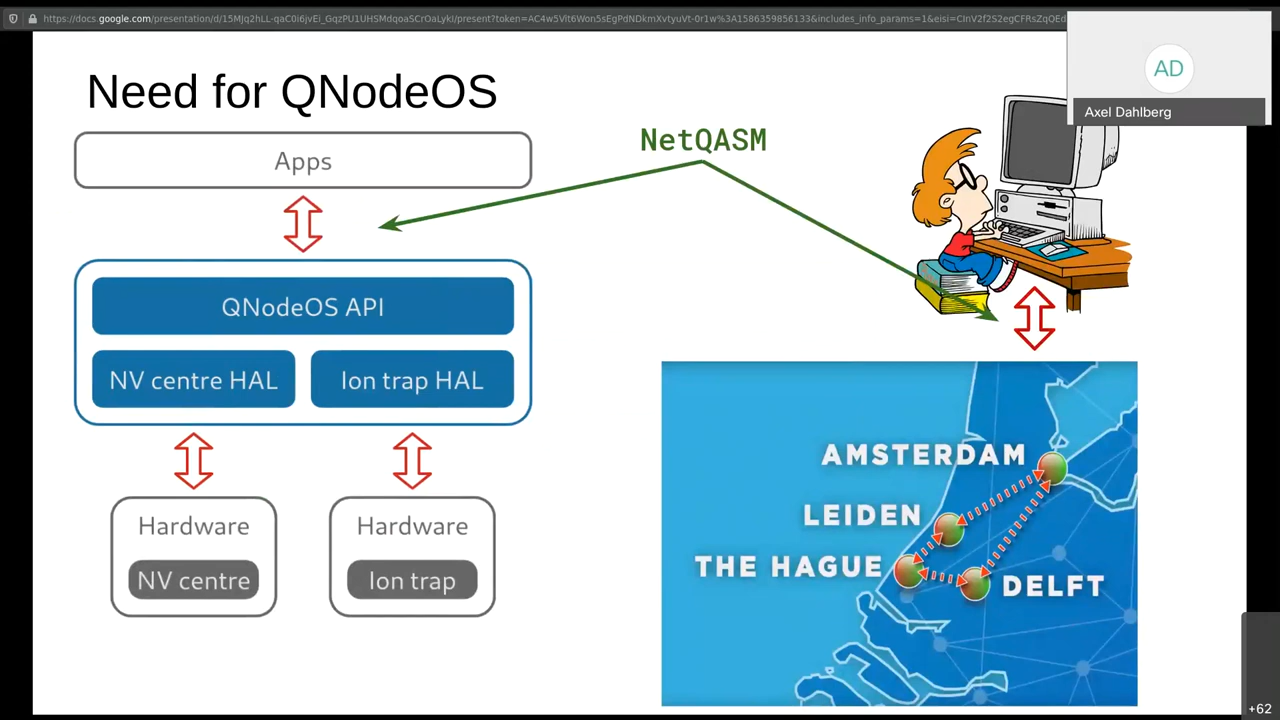 Need for QNodeOS
Apps
QNodeOS API
NV centre HAL
Ion trap HAL
Hardware
NV centre
Hardware
Ion trap
NetQASM
AD
Axel Dahlberg
AMSTERDAM
LEIDEN
THE HAGUE
DELFT
+62